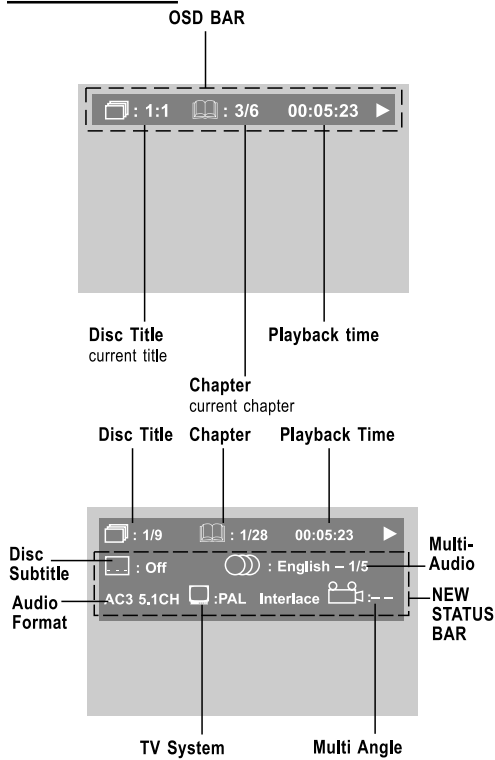 OSD BAR
: 1:1 : 3/6 00:05:23
Disc Title
current title
Playback time
Chapter
current chapter
Disc Title Chapter Playback Time
: 1/9 : 1/28 00:05:23
Disc
Subtitle
: Off : English – 1/5
Multi-
Audio
Audio
Format
AC3 5.1CH :PAL Interlace :– –
NEW
STATUS
BAR
TV System Multi Angle